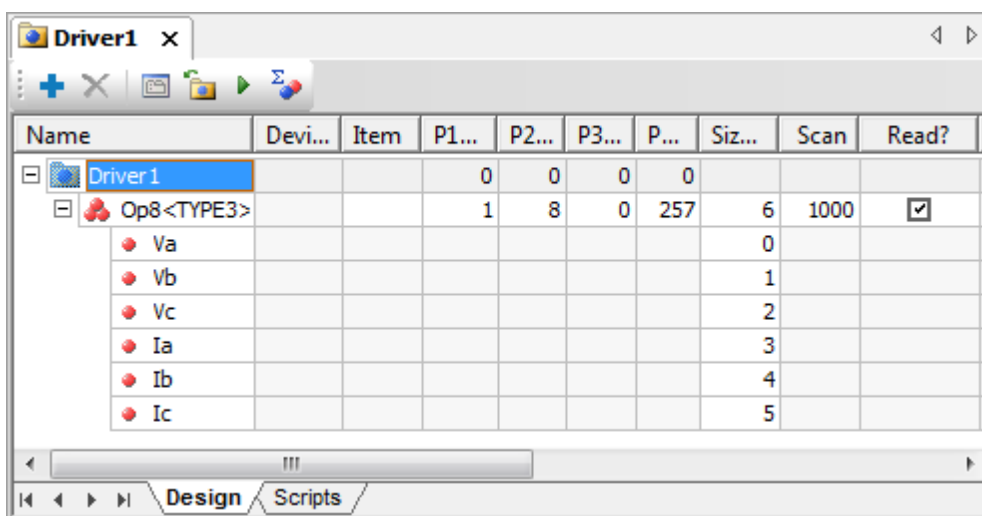 Driver1 X
Σ
Name Devi... Item P1... P2... P3... P... Siz... Scan Read?
Driver1 0 0 0 0
Op8<TYPE3> 1 8 0 257 6 1000
Va 0
Vb 1
Vc 2
Ia 3
Ib 4
Ic 5
Design Scripts